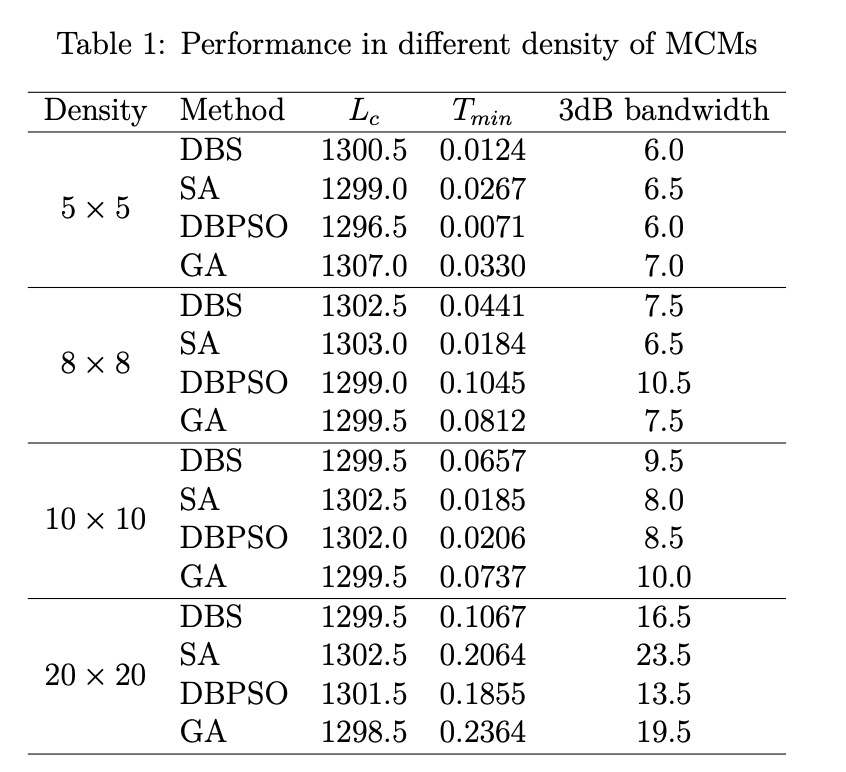 Table 1: Performance in different density of MCMs
Density Method L_c T_min 3dB bandwidth
5 × 5
DBS 1300.5 0.0124 6.0
SA 1299.0 0.0267 6.5
DBPSO 1296.5 0.0071 6.0
GA 1307.0 0.0330 7.0
8 × 8
DBS 1302.5 0.0441 7.5
SA 1303.0 0.0184 6.5
DBPSO 1299.0 0.1045 10.5
GA 1299.5 0.0812 7.5
10 × 10
DBS 1299.5 0.0657 9.5
SA 1302.5 0.0185 8.0
DBPSO 1302.0 0.0206 8.5
GA 1299.5 0.0737 10.0
20 × 20
DBS 1299.5 0.1067 16.5
SA 1302.5 0.2064 23.5
DBPSO 1301.5 0.1855 13.5
GA 1298.5 0.2364 19.5